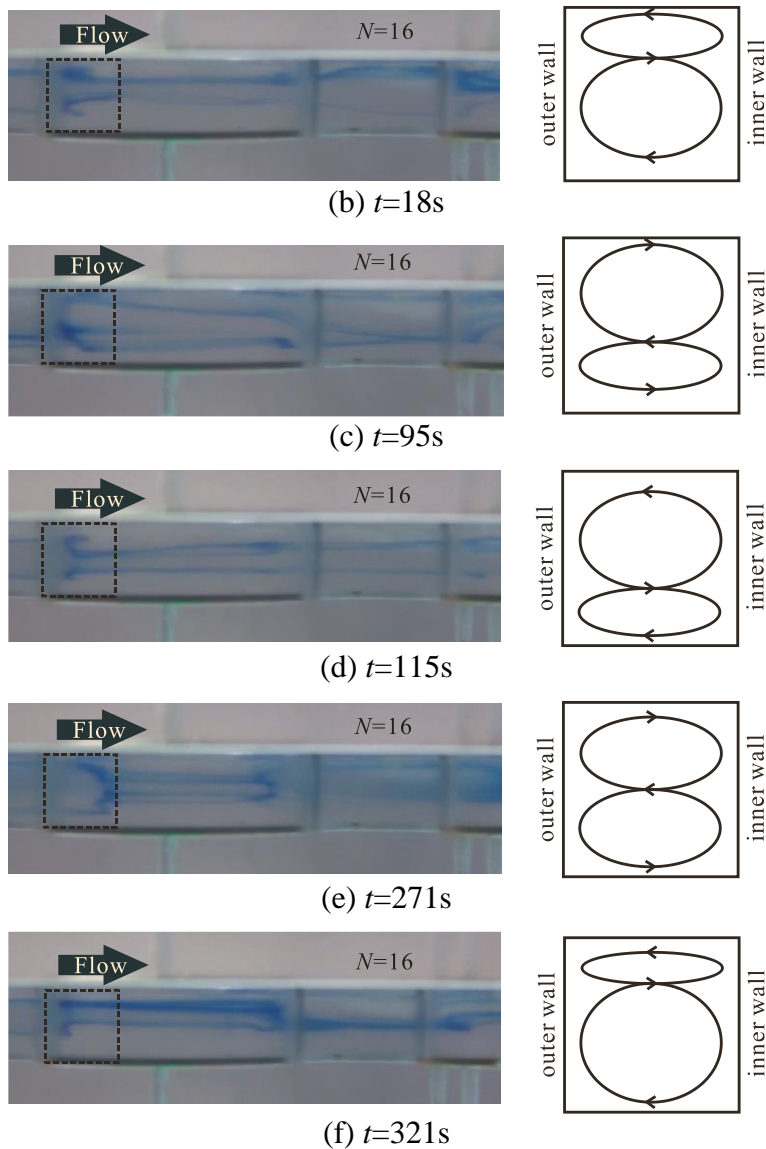 Flow
N=16
outer wall
inner wall
(b) t=18s
Flow
N=16
outer wall
inner wall
(c) t=95s
Flow
N=16
outer wall
inner wall
(d) t=115s
Flow
N=16
outer wall
inner wall
(e) t=271s
Flow
N=16
outer wall
inner wall
(f) t=321s